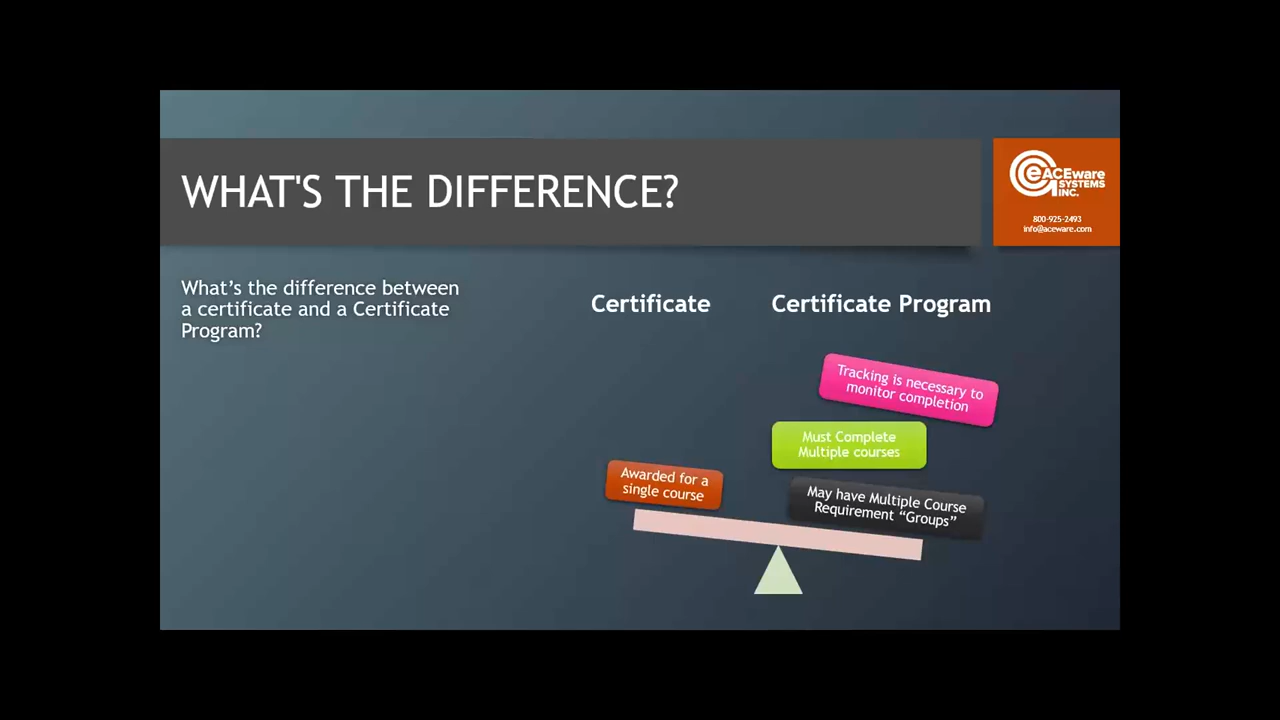 WHAT'S THE DIFFERENCE?
eACEware
SYSTEMS
INC.
800-925-2493
info@aceware.com
What's the difference between
a certificate and a Certificate
Program?
Certificate
Certificate Program
Tracking is necessary to
monitor completion
Must Complete
Multiple courses
Awarded for a
single course
May have Multiple Course
Requirement “Groups”